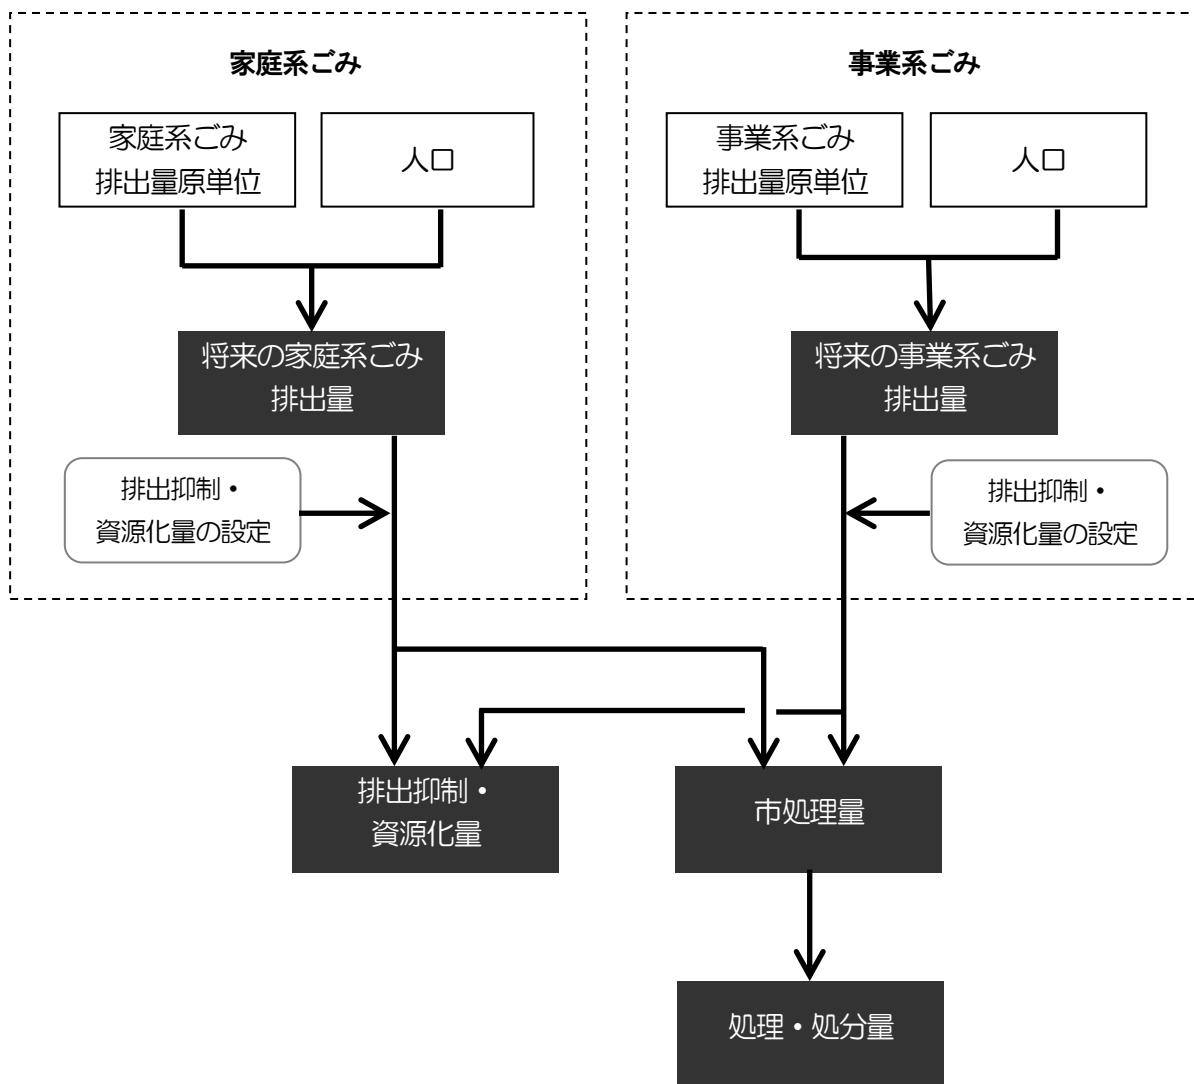 家庭系ごみ
家庭系ごみ
排出量原単位
人口
将来の家庭系ごみ
排出量
排出抑制・
資源化量の設定
事業系ごみ
事業系ごみ
排出量原単位
人口
将来の事業系ごみ
排出量
排出抑制・
資源化量の設定
排出抑制・
資源化量
市処理量
処理・処分量